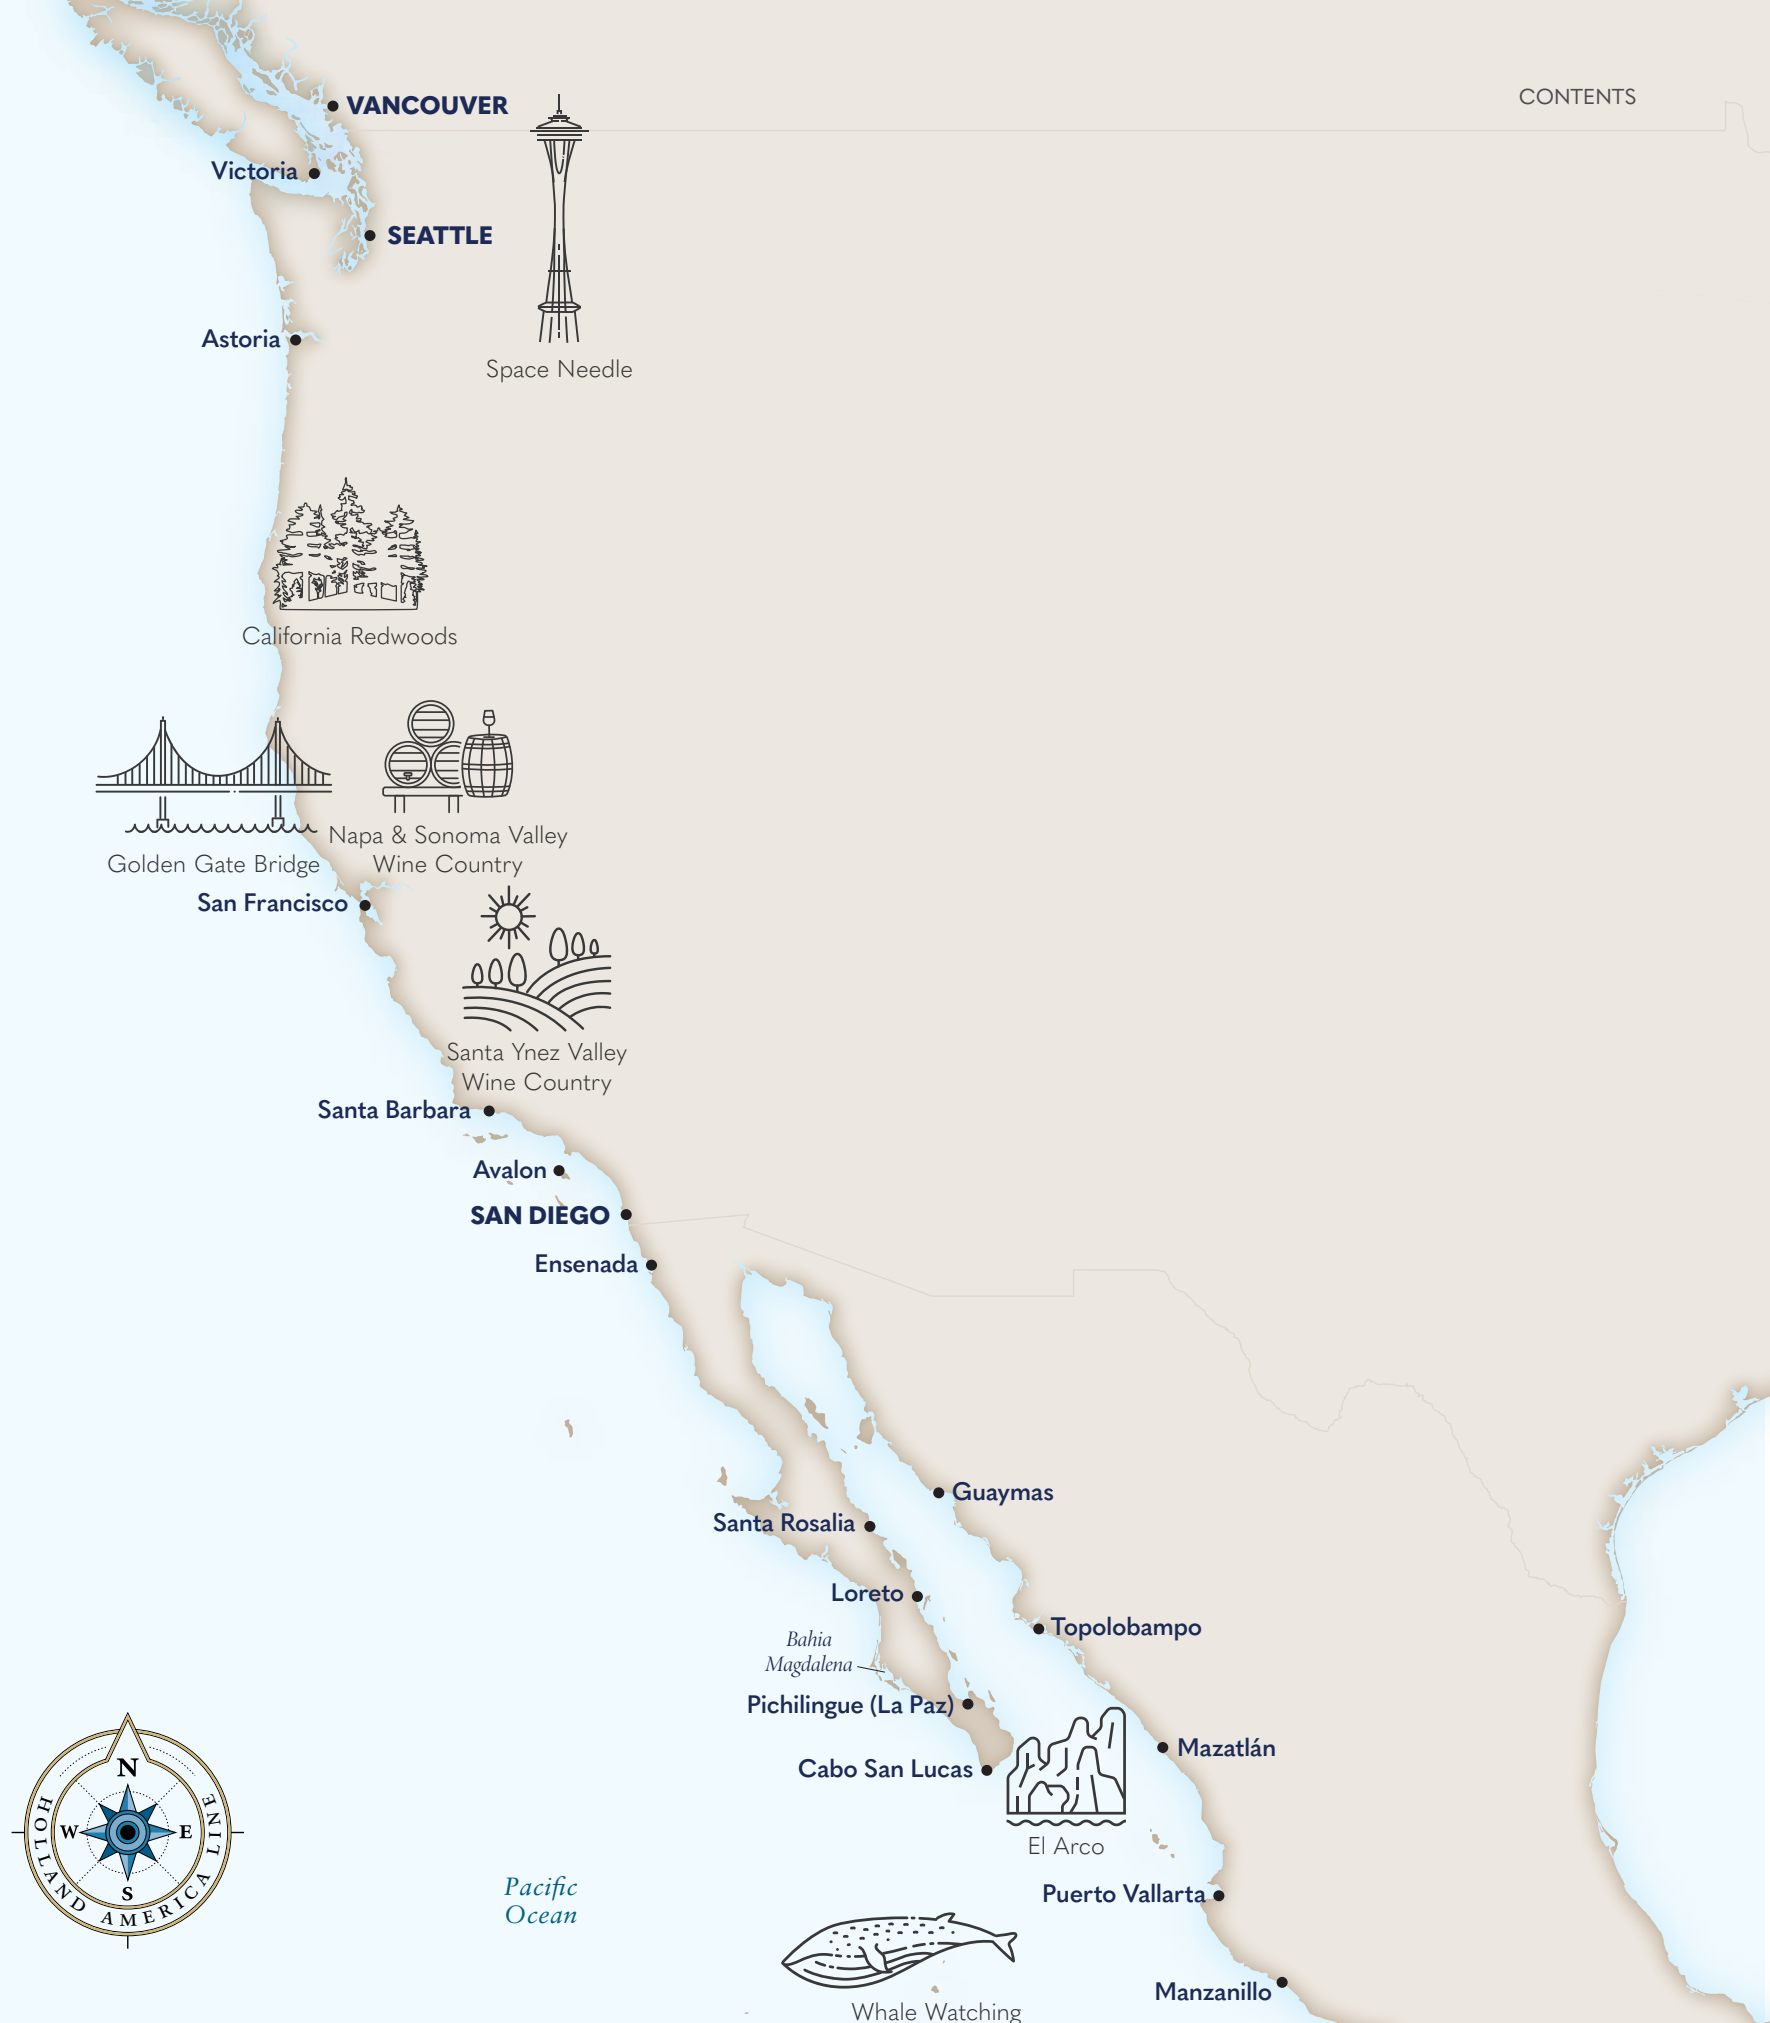 CONTENTS
VANCOUVER
Victoria
SEATTLE
Astoria
Space Needle
California Redwoods
Napa & Sonoma Valley
Wine Country
Golden Gate Bridge
San Francisco
Santa Ynez Valley
Wine Country
Santa Barbara
Avalon
SAN DIEGO
Ensenada
Guaymas
Santa Rosalia
Loreto
Topolobampo
Bahia
Magdalena
Pichilingue (La Paz)
Mazatlán
Cabo San Lucas
El Arco
N
W
E
S
HOLLAND AMERICA LINE
Pacific
Ocean
Puerto Vallarta
Manzanillo
Whale Watching